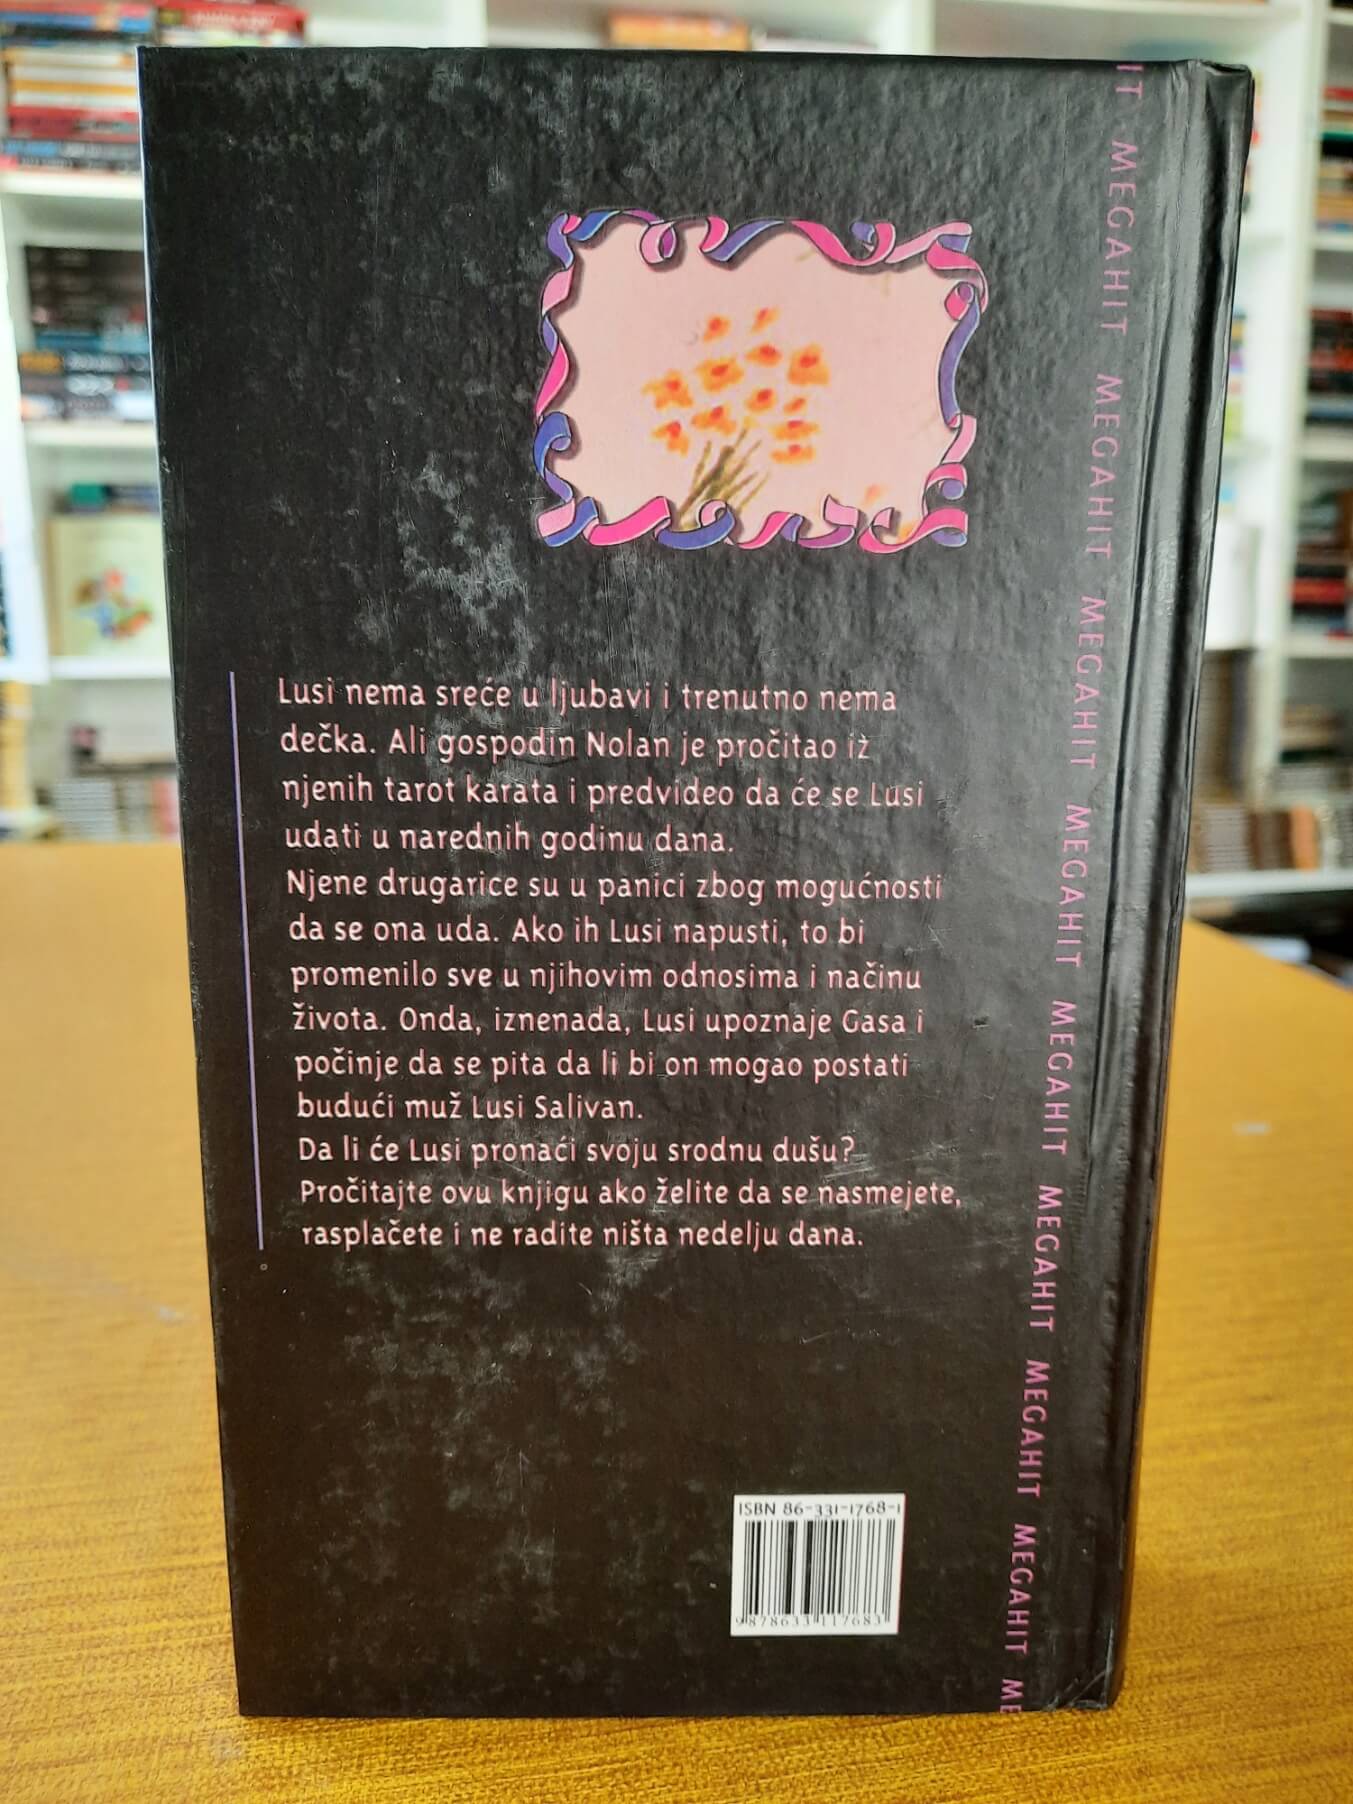 Lusi nema sreće u ljubavi i trenutno nema
dečka. Ali gospodin Nolan je pročitao iz
njenih tarot karata i predvideo da će se Lusi
udati u narednih godinu dana.
Njene drugarice su u panici zbog mogućnosti
da se ona uda. Ako ih Lusi napusti, to bi
promenilo sve u njihovim odnosima i načinu
života. Onda, iznenada, Lusi upoznaje Gasa i
počinje da se pita da li bi on mogao postati
budući muž Lusi Salivan.
Da li će Lusi pronaći svoju srodnu dušu?
Pročitajte ovu knjigu ako želite da se nasmejete,
rasplačete i ne radite ništa nedelju dana.
IT MEGAHIT MEGAHIT MEGAHIT MEGAHIT MEGAHIT MEGAHIT MEGAHIT MEGAHIT ME
ISBN 86-331-1768-1
9788633117683